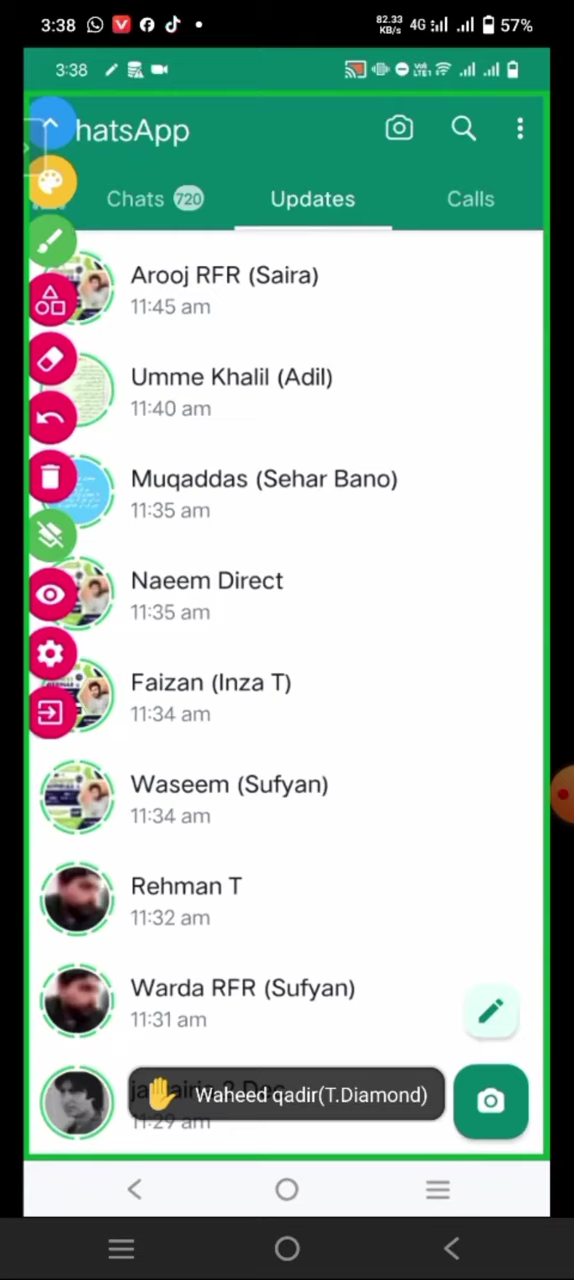 3:38
82.33
KB/s
4G
57%
3:38
hatsApp
Chats 720
Updates
Calls
Arooj RFR (Saira)
11:45 am
Umme Khalil (Adil)
11:40 am
Muqaddas (Sehar Bano)
11:35 am
Naeem Direct
11:35 am
Faizan (Inza T)
11:34 am
Waseem (Sufyan)
11:34 am
Rehman T
11:32 am
Warda RFR (Sufyan)
11:31 am
Waheed qadir(T.Diamond)
11:29 am